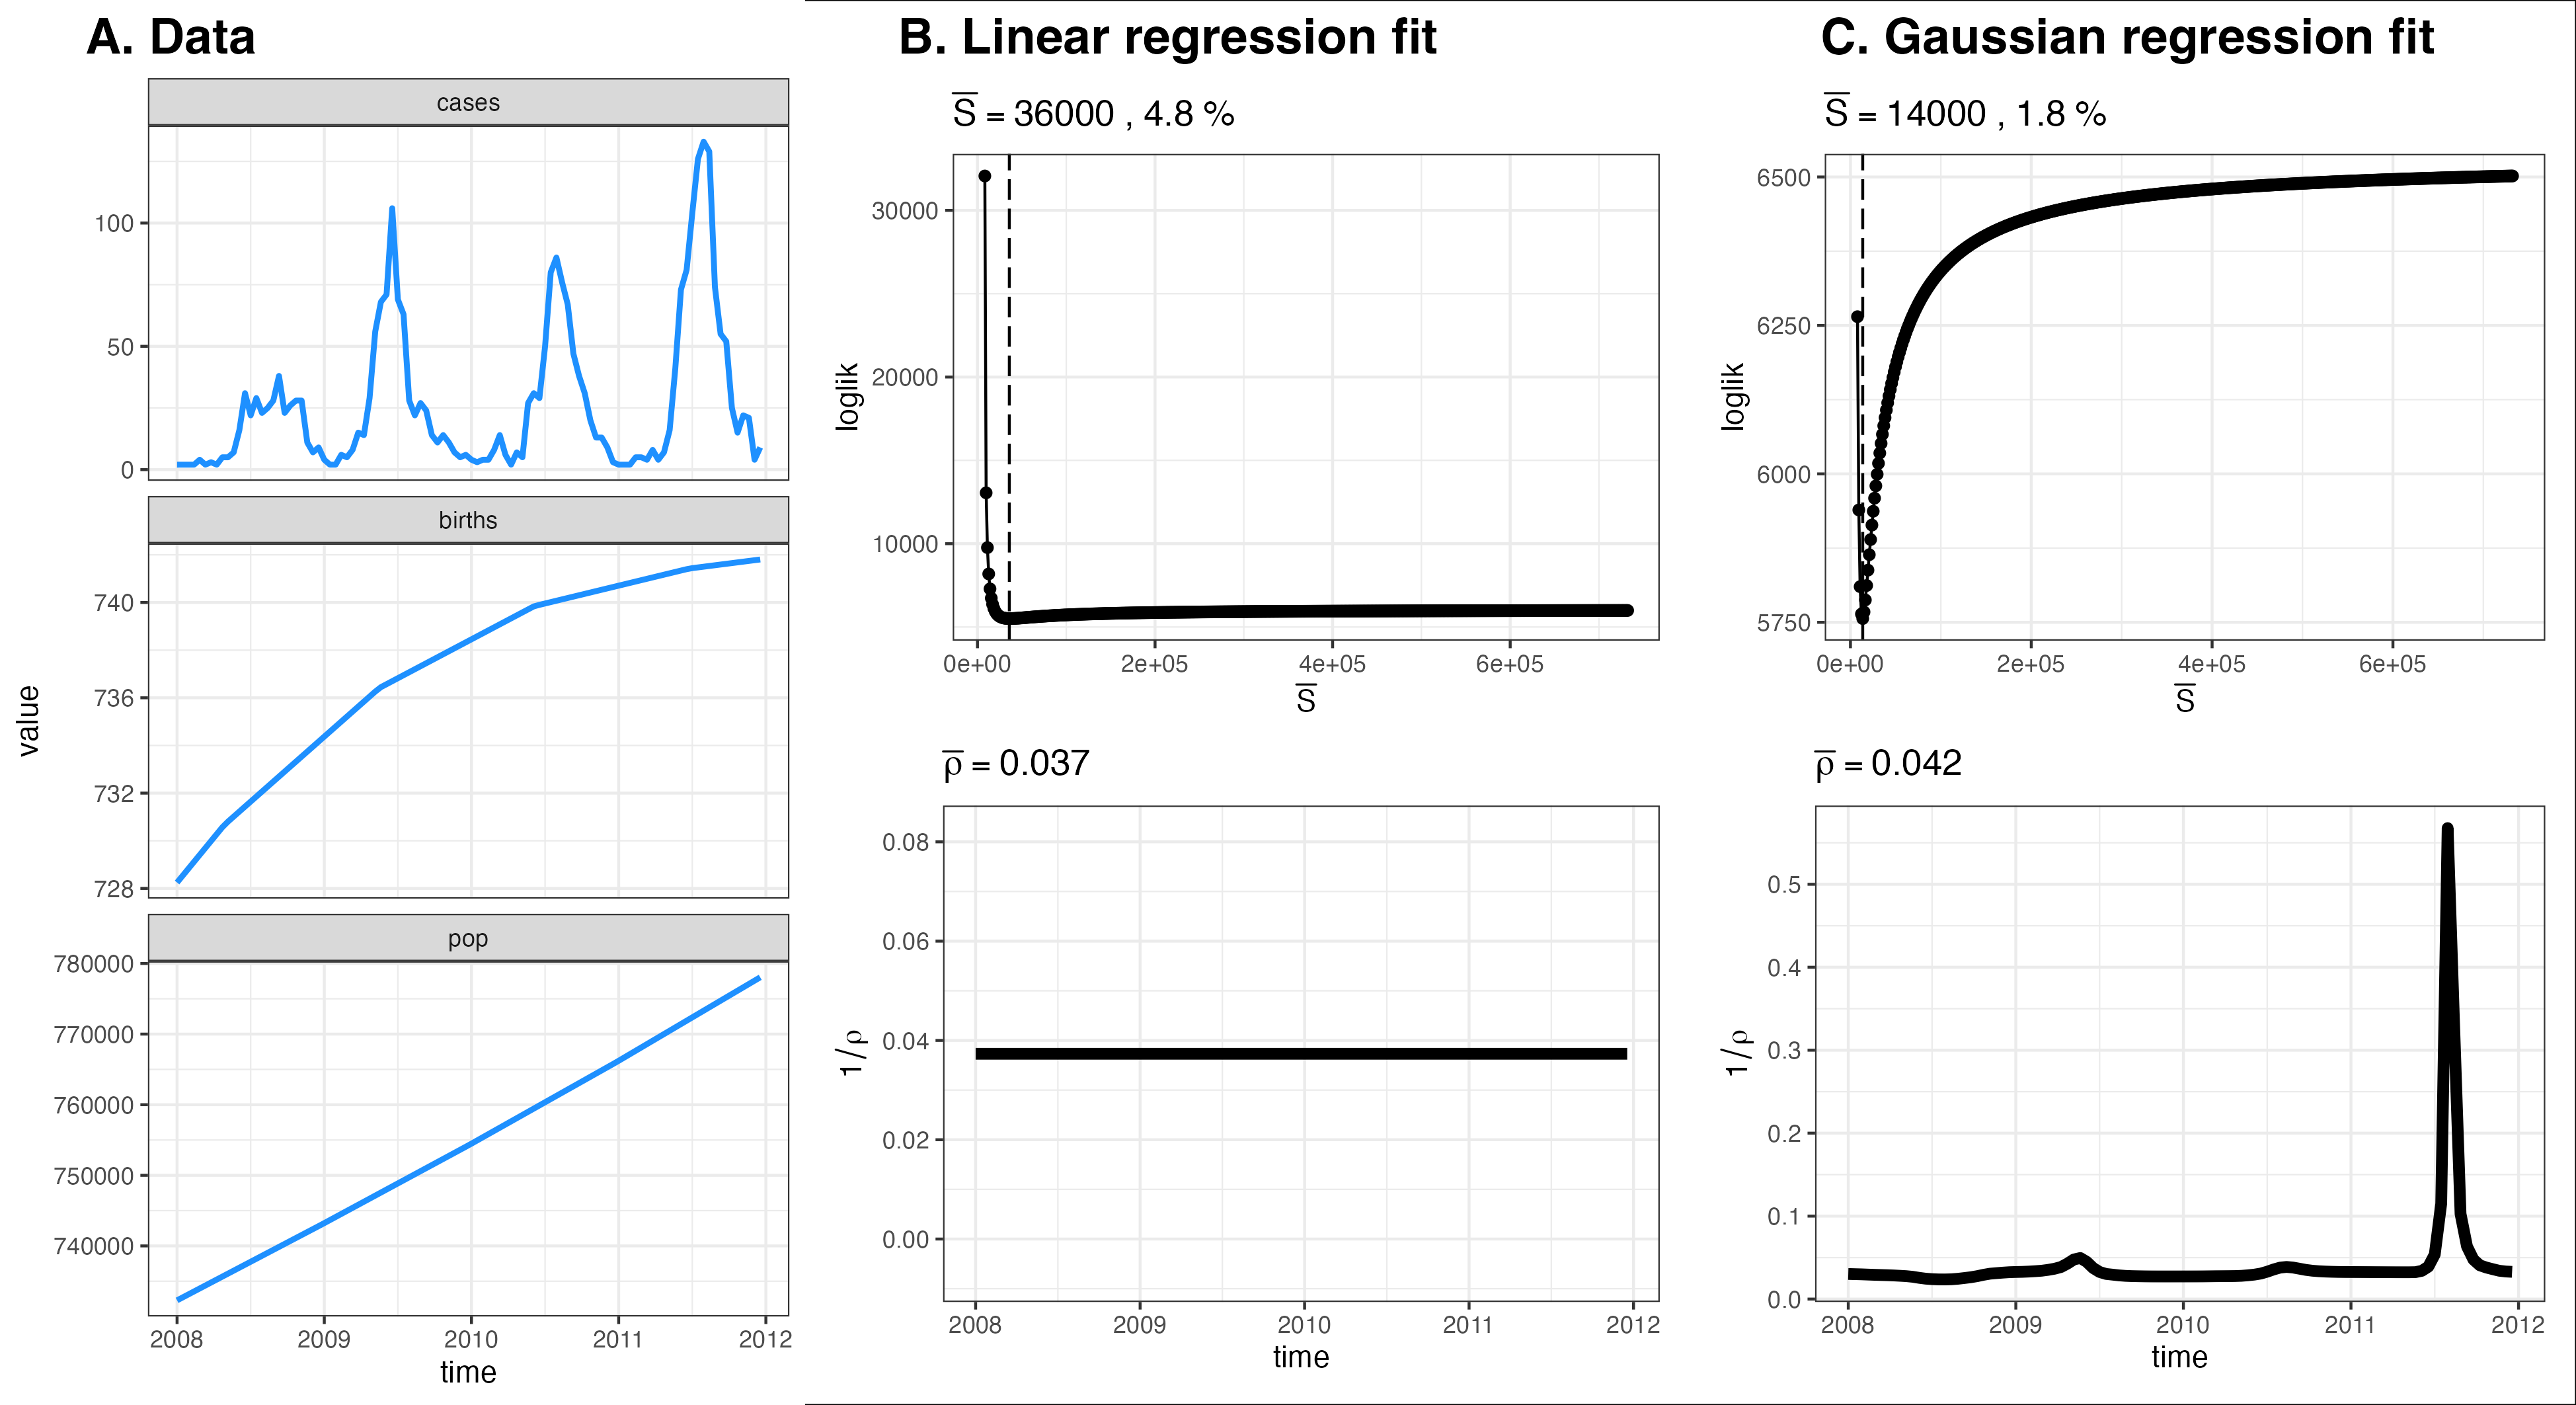 A. Data
cases
100
50
0
births
740
736
732
728
pop
780000
770000
760000
750000
740000
2008 2009 2010 2011 2012
time
value
B. Linear regression fit
S̅ = 36000 , 4.8 %
30000
20000
10000
loglik
0e+00 2e+05 4e+05 6e+05
S̅
ρ̅ = 0.037
0.08
0.06
0.04
0.02
0.00
1/ρ
2008 2009 2010 2011 2012
time
C. Gaussian regression fit
S̅ = 14000 , 1.8 %
6500
6250
6000
5750
loglik
0e+00 2e+05 4e+05 6e+05
S̅
ρ̅ = 0.042
0.5
0.4
0.3
0.2
0.1
0.0
1/ρ
2008 2009 2010 2011 2012
time